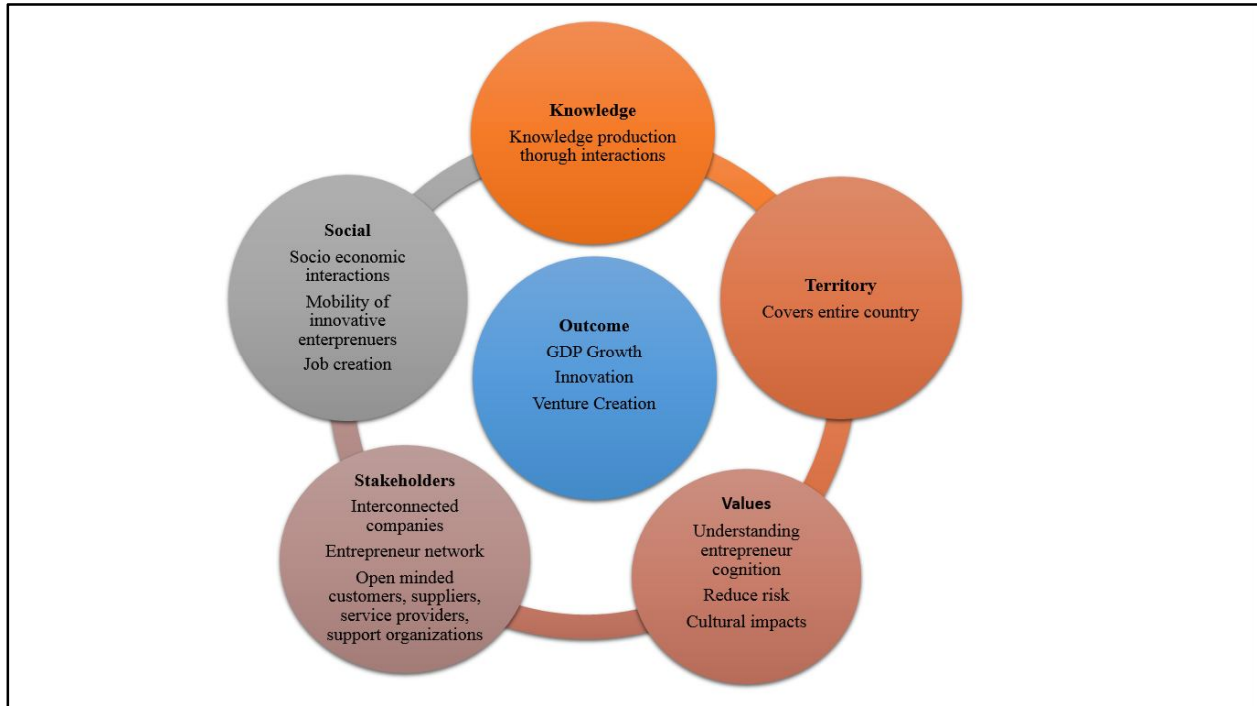 Knowledge
Knowledge production
thorugh interactions
Territory
Covers entire country
Values
Understanding
entrepreneur
cognition
Reduce risk
Cultural impacts
Stakeholders
Interconnected
companies
Entrepreneur network
Open minded
customers, suppliers,
service providers,
support organizations
Social
Socio economic
interactions
Mobility of
innovative
enterprenuers
Job creation
Outcome
GDP Growth
Innovation
Venture Creation